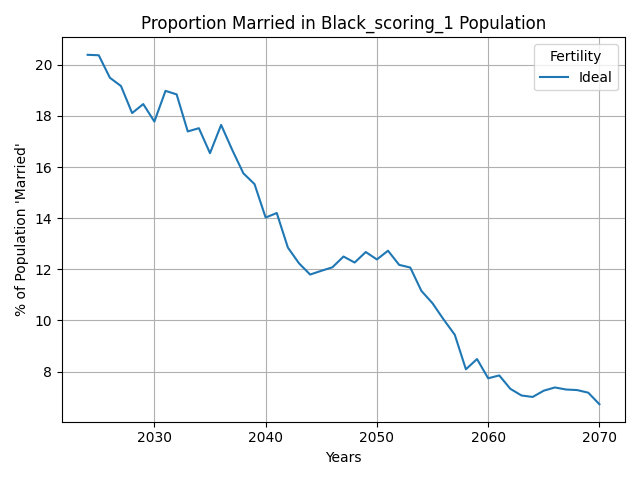 Proportion Married in Black_scoring_1 Population
Fertility
Ideal
% of Population 'Married'
20
18
16
14
12
10
8
2030 2040 2050 2060 2070
Years